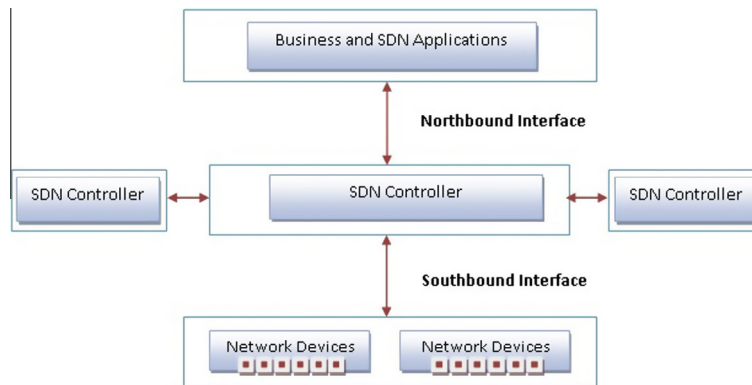 Business and SDN Applications
Northbound Interface
SDN Controller
SDN Controller
SDN Controller
Southbound Interface
Network Devices
Network Devices